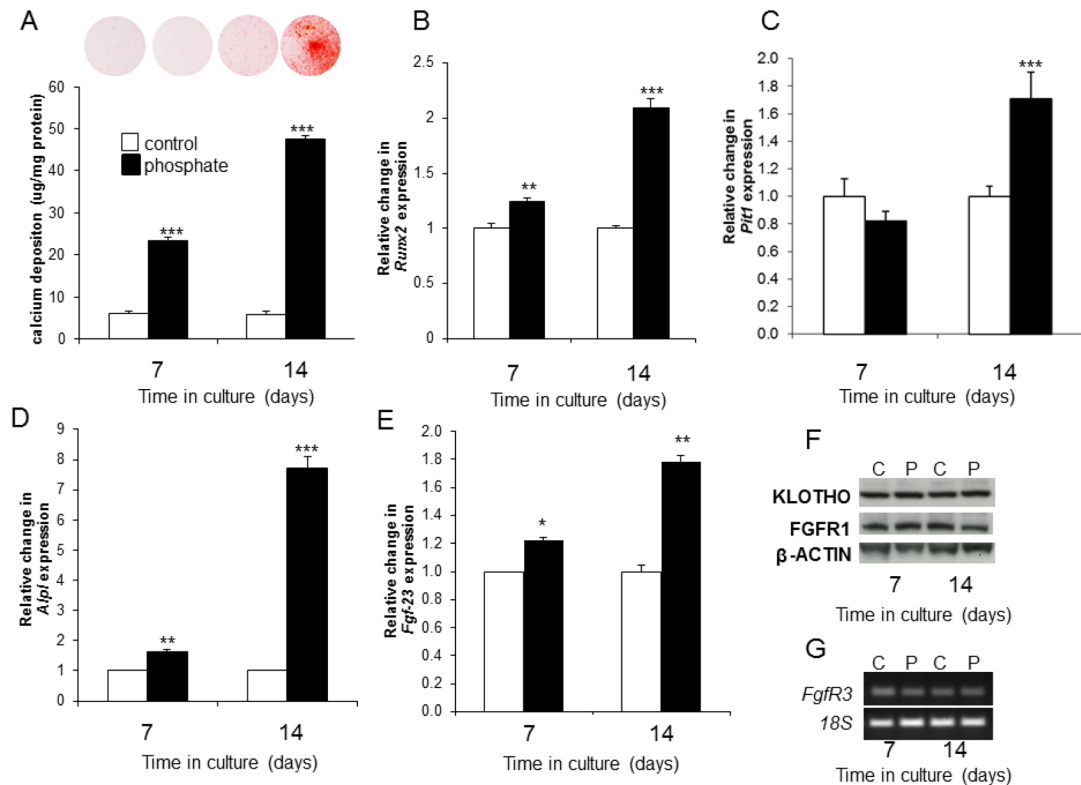 A
calcium depositon (ug/mg protein)
60
50
40
30
20
10
0
control
phosphate
***
***
7
14
Time in culture (days)
B
Relative change in
Runx2 expression
2.5
2
1.5
1
0.5
0
**
***
7
14
Time in culture (days)
C
Relative change in
Pit1 expression
2.0
1.8
1.6
1.4
1.2
1.0
0.8
0.6
0.4
0.2
0.0
***
7
14
Time in culture (days)
D
Relative change in
Alpl expression
9
8
7
6
5
4
3
2
1
0
**
***
7
14
Time in culture (days)
E
Relative change in
Fgf-23 expression
2.0
1.8
1.6
1.4
1.2
1.0
0.8
0.6
0.4
0.2
0.0
*
**
7
14
Time in culture (days)
F
C P C P
KLOTHO
FGFR1
β-ACTIN
7 14
Time in culture (days)
G
C P C P
FgfR3
18S
7 14
Time in culture (days)